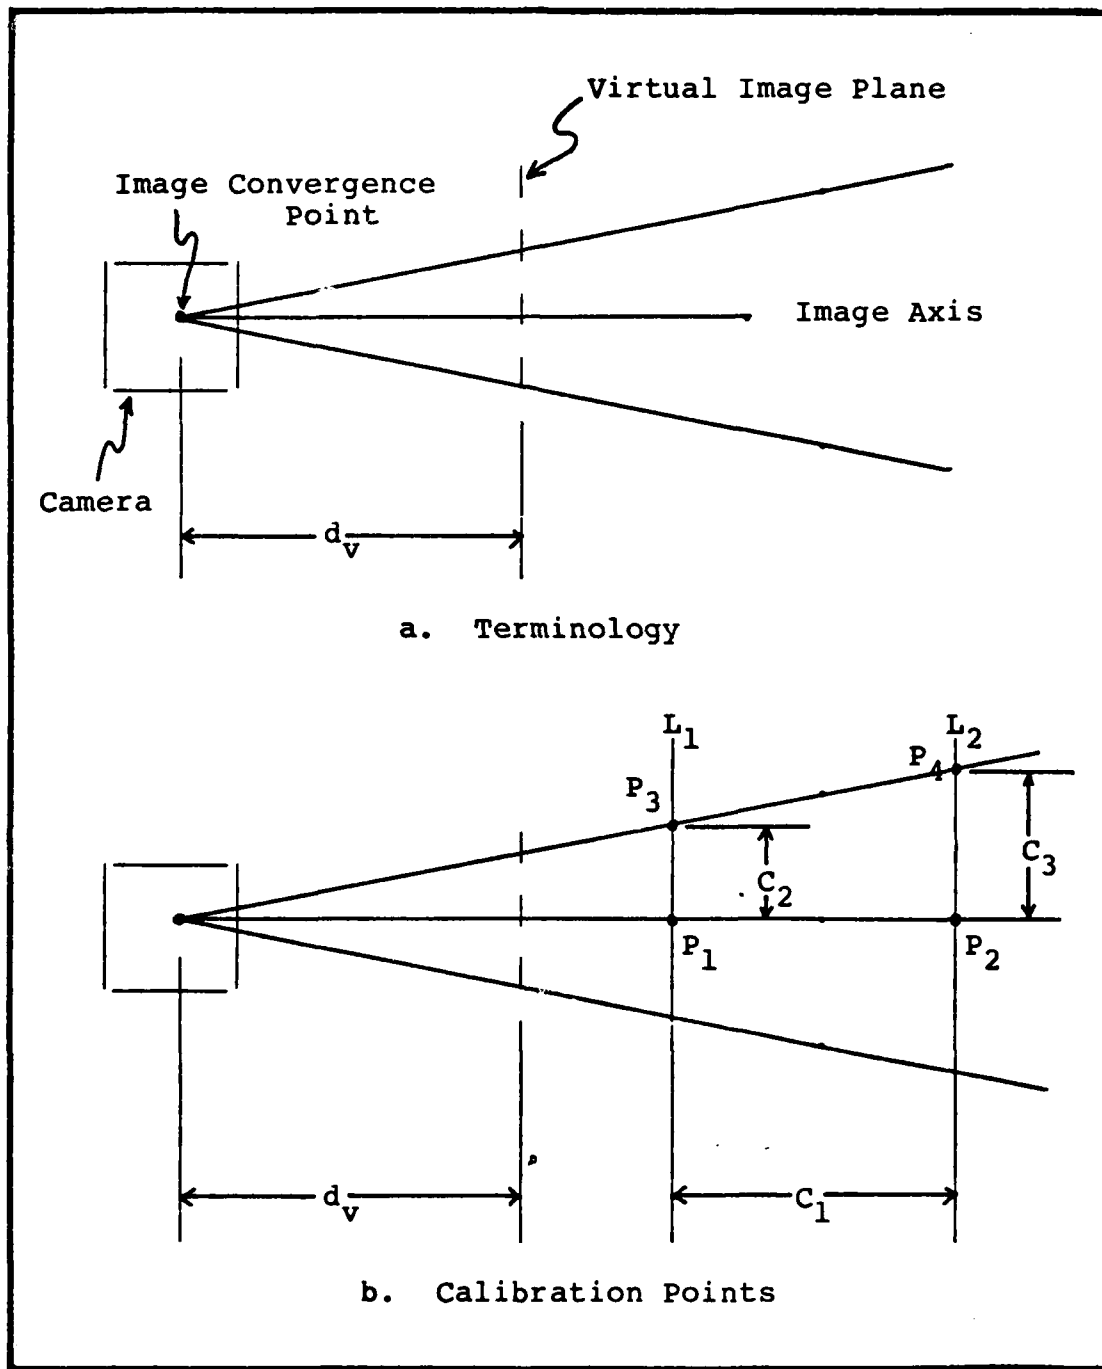 Virtual Image Plane
Image Convergence
Point
Image Axis
Camera
d_v
a. Terminology
L_1
L_2
P_4
P_3
C_3
C_2
P_1
P_2
d_v
C_1
b. Calibration Points